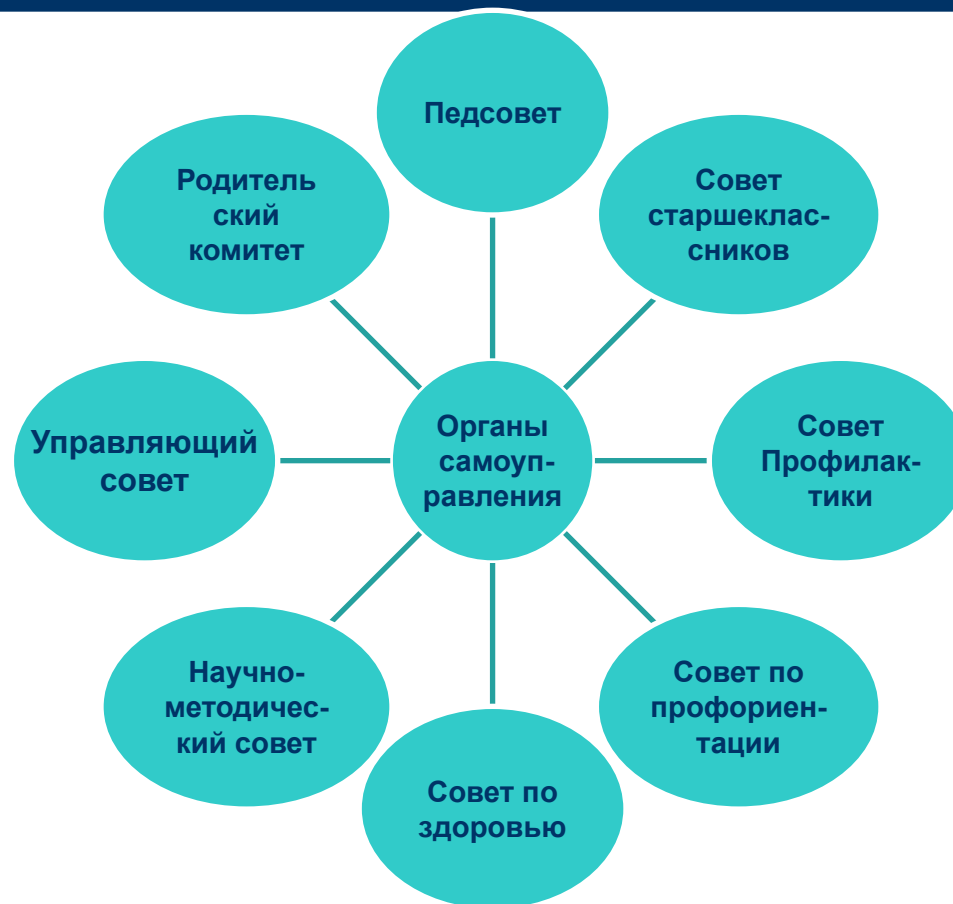 Педсовет
Родитель
ский
комитет
Совет
старшеклас-
сников
Управляющий
совет
Органы
самоуп-
равления
Совет
Профилак-
тики
Научно-
методичес-
кий совет
Совет по
профориен-
тации
Совет по
здоровью